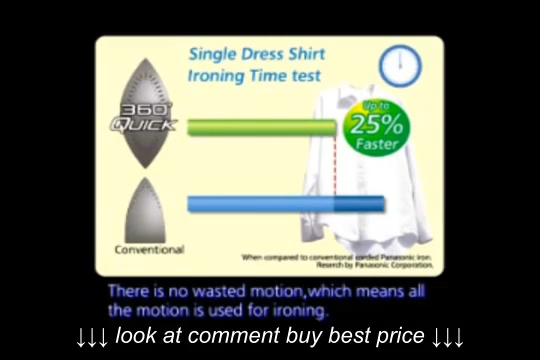 Single Dress Shirt
Ironing Time test
360°
QUICK
Up to
25%
Faster
Conventional
When compared to conventional corded Panasonic iron.
Reserch by Panasonic Corporation.
There is no wasted motion,which means all
the motion is used for ironing.
↓↓↓ look at comment buy best price ↓↓↓